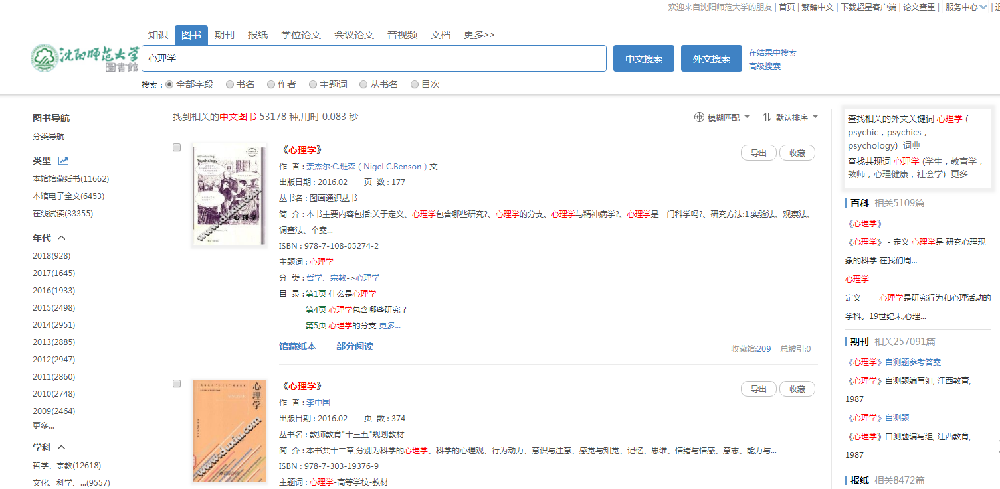 欢迎来自沈阳师范大学的朋友 | 首页 | 繁體中文 | 下载超星客户端 | 论文查重 | 服务中心 | 退
知识 图书 期刊 报纸 学位论文 会议论文 音视频 文档 更多>>
沈阳师范大学
圖書館
心理学
中文搜索 外文搜索
在结果中搜索
高级搜索
搜索 : 全部字段 书名 作者 主题词 丛书名 目次
图书导航
分类导航
类型
本馆馆藏纸书(11662)
本馆电子全文(6453)
在线试读(33355)
年代
2018(928)
2017(1645)
2016(1933)
2015(2498)
2014(2951)
2013(2885)
2012(2947)
2011(2860)
2010(2748)
2009(2464)
更多...
学科
哲学、宗教(12618)
文化、科学、...(9557)
找到相关的中文图书 53178 种,用时 0.083 秒
模糊匹配 默认排序
Introducing
Psychology
心理学
www.duxiu.com
《心理学》
导出 收藏
作 者 : 奈杰尔·C.班森 ( Nigel C.Benson ) 文
出版日期 : 2016.02 页 数 : 177
丛书名 : 图画通识丛书
简 介 : 本书主要内容包括:关于定义、心理学包含哪些研究?、心理学的分支、心理学与精神病学?、心理学是一门科学吗?、研究方法:1.实验法、观察法、
调查法、个案...
ISBN : 978-7-108-05274-2
主题词 : 心理学
分 类 : 哲学、宗教->心理学
目 录 : 第1页 什么是心理学
第4页 心理学包含哪些研究？
第5页 心理学的分支 更多...
馆藏纸本 部分阅读
收藏馆:209 总被引:0
心理学
www.duxiu.com
《心理学》
导出 收藏
作 者 : 李中国
出版日期 : 2016.02 页 数 : 374
丛书名 : 教师教育"十三五"规划教材
简 介 : 本书共十二章,分别为科学的心理学、科学的心理观、行为动力、意识与注意、感觉与知觉、记忆、思维、情绪与情感、意志、能力与...
ISBN : 978-7-303-19376-9
主题词 : 心理学-高等学校-教材
查找相关的外文关键词 心理学 (
psychic，psychics，
psychology) 词典
查找共现词 心理学 (学生，教育学，
教师，心理健康，社会学) 更多
百科 相关5109篇
《心理学》
《心理学》 - 定义 心理学是 研究心理现
象的科学 在我们周...
心理学
定义 心理学是研究行为和心理活动的
学科。19世纪末,心理...
期刊 相关257091篇
《心理学》自测题参考答案
《心理学》自测题编写组, 江西教育,
1987
《心理学》自测题
《心理学》自测题编写组, 江西教育,
1987
报纸 相关8472篇